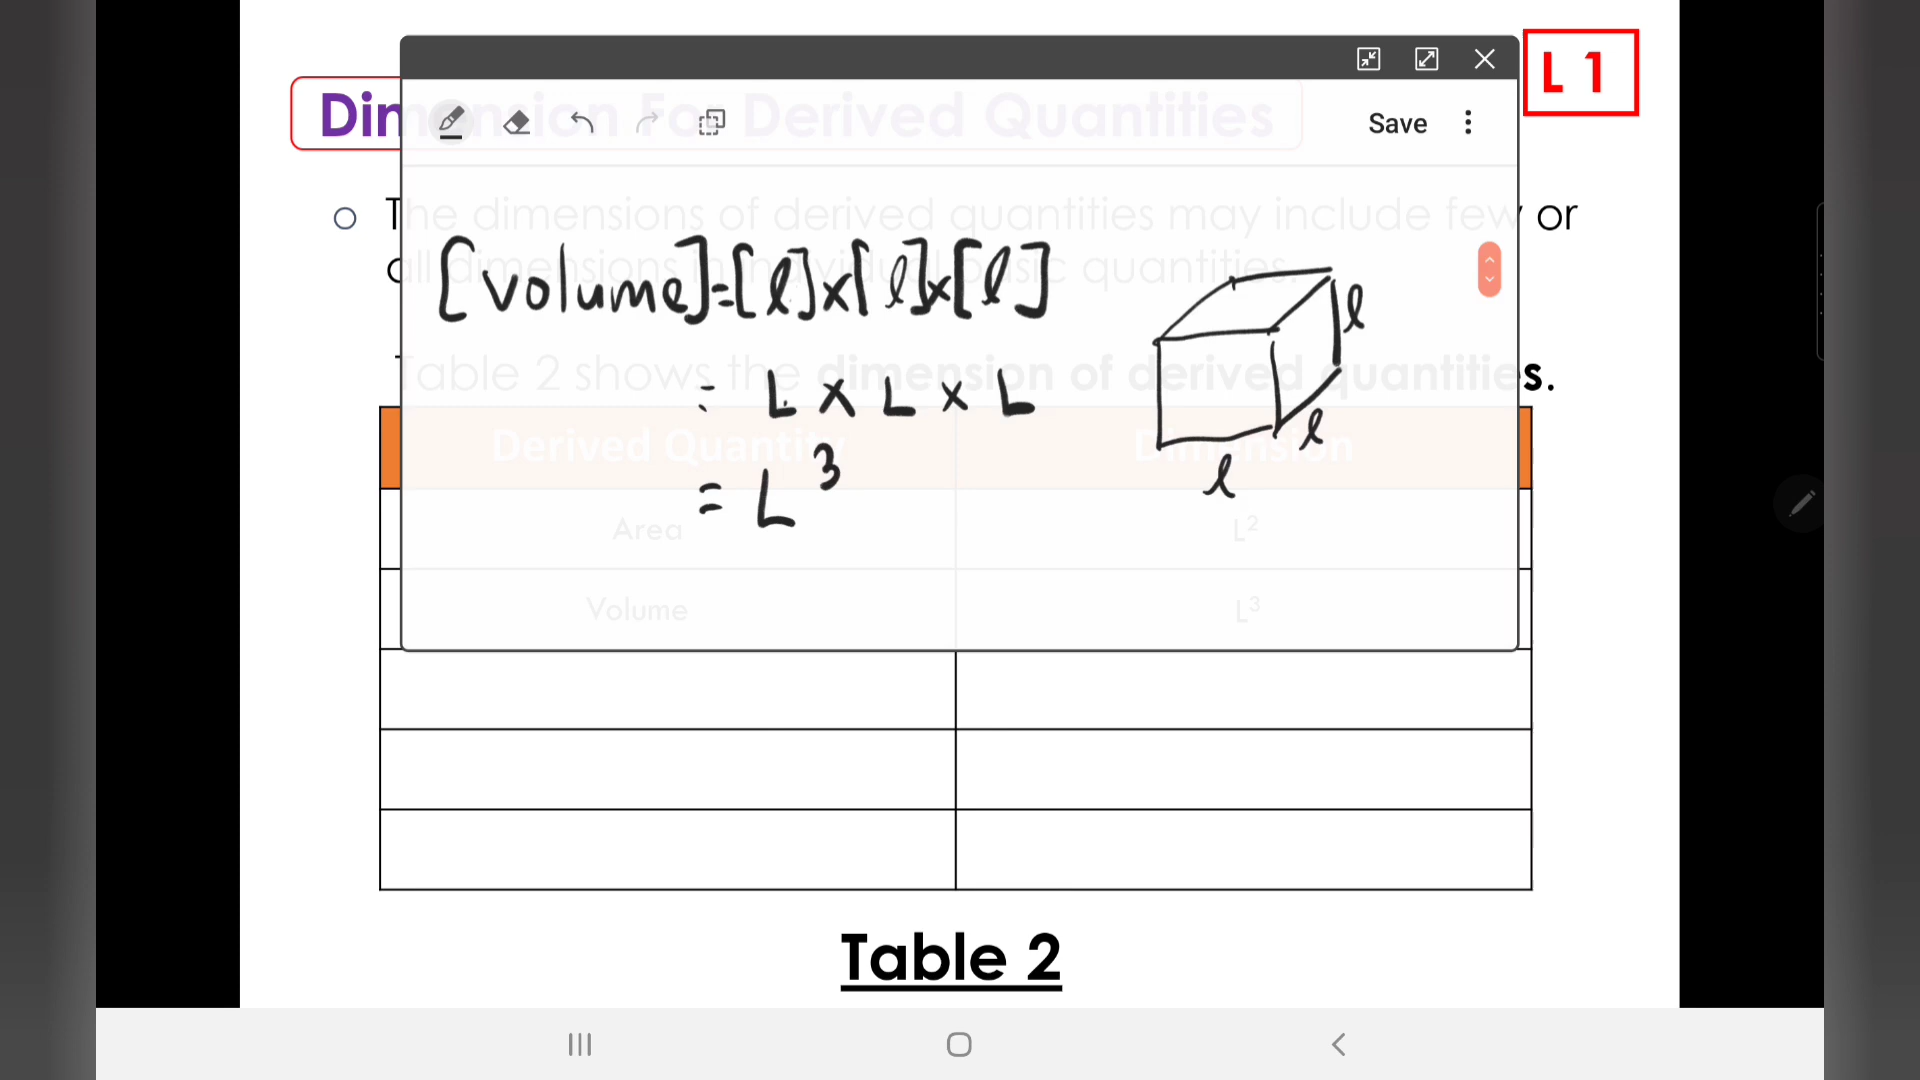 Dimension For Derived Quantities
L 1
Save
The dimensions of derived quantities may include few or
all dimensions in individual basic quantities.
[volume]=[l]x[l]x[l]
l
Table 2 shows the dimension of derived quantities.
= L x L x L
l
Derived Quantity Dimension
= L³
l
Area L²
Volume L³
Table 2